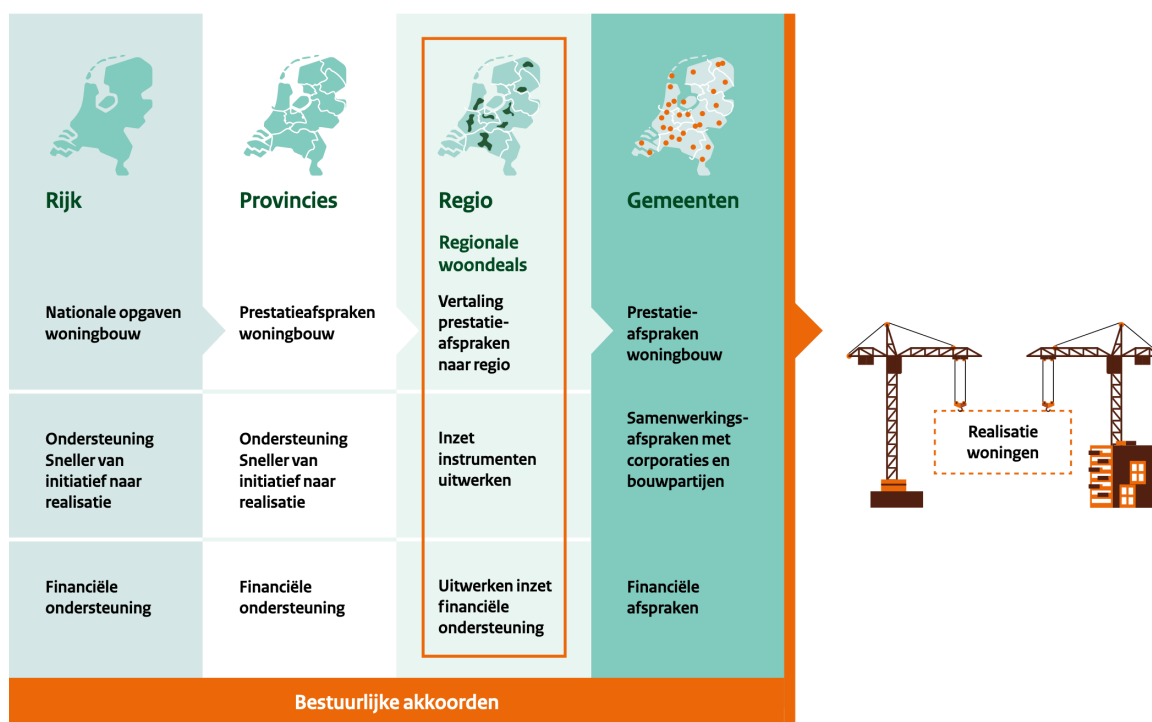 Rijk
Provincies
Regio
Gemeenten
Regionale
woondeals
Nationale opgaven
woningbouw
Prestatieafspraken
woningbouw
Vertaling
prestatie-
afspraken
naar regio
Prestatie-
afspraken
woningbouw
Ondersteuning
Sneller van
initiatief naar
realisatie
Ondersteuning
Sneller van
initiatief naar
realisatie
Inzet
instrumenten
uitwerken
Samenwerkings-
afspraken met
corporaties en
bouwpartijen
Financiële
ondersteuning
Financiële
ondersteuning
Uitwerken inzet
financiële
ondersteuning
Financiële
afspraken
Realisatie
woningen
Bestuurlijke akkoorden